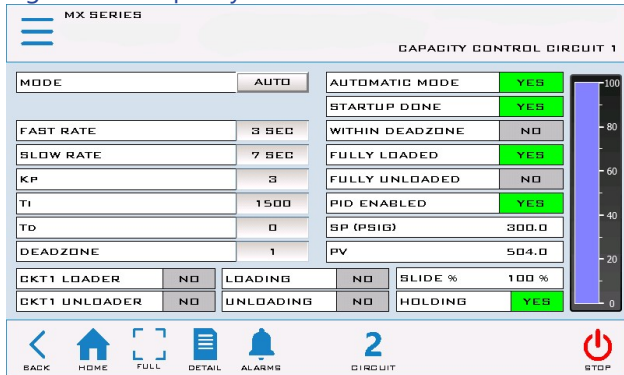 MX SERIES
CAPACITY CONTROL CIRCUIT 1
MODE AUTO
FAST RATE 3 SEC
SLOW RATE 7 SEC
KP 3
TI 1500
TD 0
DEADZONE 1
AUTOMATIC MODE YES
STARTUP DONE YES
WITHIN DEADZONE NO
FULLY LOADED YES
FULLY UNLOADED NO
PID ENABLED YES
SP (PSIG) 300.0
PV 504.0
100
80
60
40
20
0
CKT1 LOADER NO LOADING NO SLIDE % 100 %
CKT1 UNLOADER NO UNLOADING NO HOLDING YES
2
BACK HOME FULL DETAIL ALARMS CIRCUIT STOP